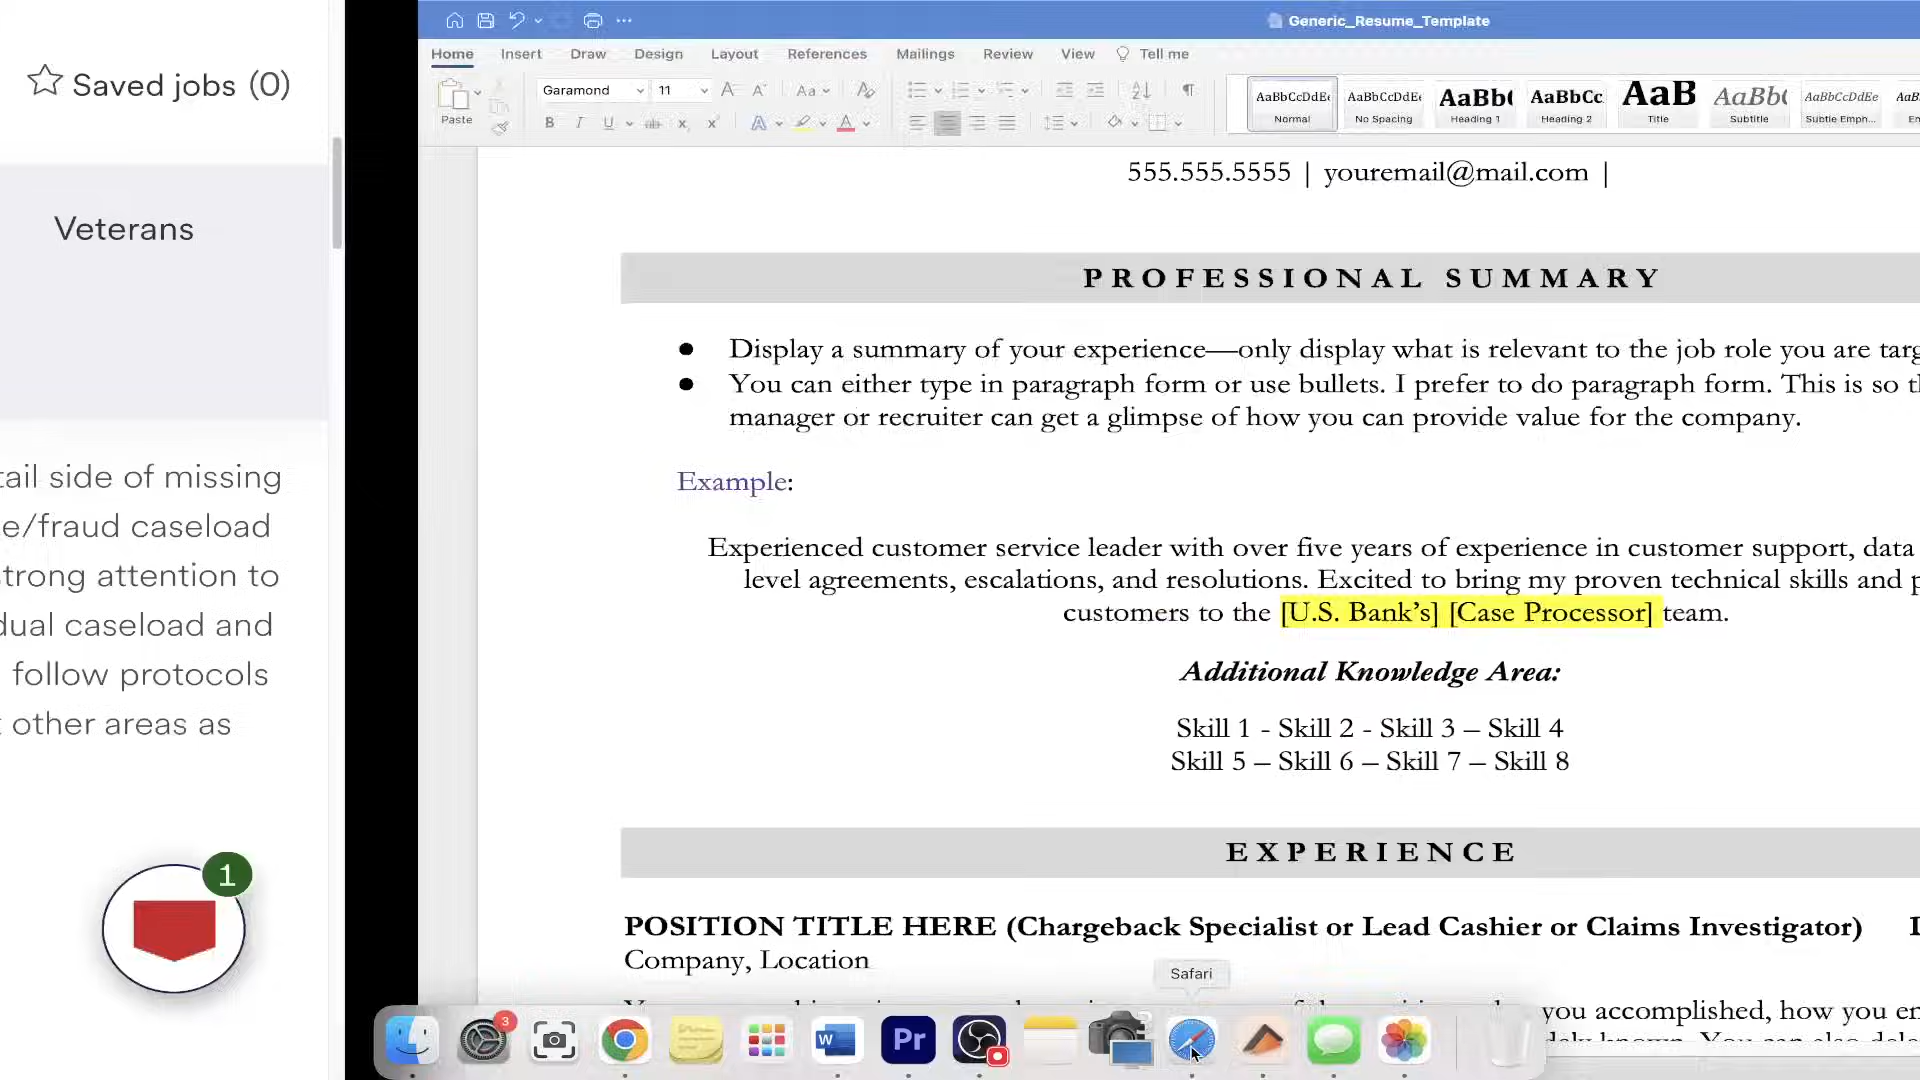 Saved jobs (0)
Veterans
tail side of missing
e/fraud caseload
strong attention to
dual caseload and
follow protocols
t other areas as
1
Generic_Resume_Template
Home Insert Draw Design Layout References Mailings Review View Tell me
Paste
Garamond 11
AaBbCcDdEe Normal
AaBbCcDdEe No Spacing
AaBb( Heading 1
AaBbCc Heading 2
AaB Title
AaBb( Subtitle
AaBbCcDdEe Subtle Emph...
555.555.5555 | youremail@mail.com |
PROFESSIONAL SUMMARY
● Display a summary of your experience—only display what is relevant to the job role you are targ
● You can either type in paragraph form or use bullets. I prefer to do paragraph form. This is so th
manager or recruiter can get a glimpse of how you can provide value for the company.
Example:
Experienced customer service leader with over five years of experience in customer support, data
level agreements, escalations, and resolutions. Excited to bring my proven technical skills and p
customers to the [U.S. Bank’s] [Case Processor] team.
Additional Knowledge Area:
Skill 1 - Skill 2 - Skill 3 – Skill 4
Skill 5 – Skill 6 – Skill 7 – Skill 8
EXPERIENCE
POSITION TITLE HERE (Chargeback Specialist or Lead Cashier or Claims Investigator)
Company, Location
Safari
you accomplished, how you en
3
W
Pr